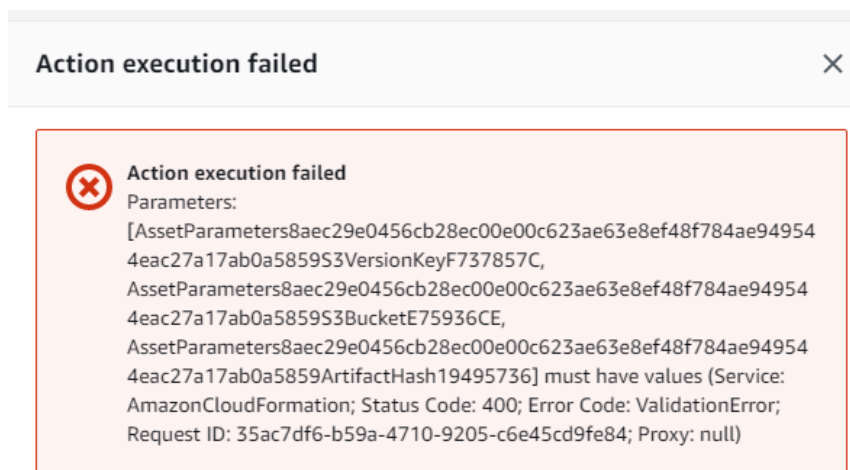 Action execution failed
Action execution failed
Parameters:
[AssetParameters8aec29e0456cb28ec00e00c623ae63e8ef48f784ae94954
4eac27a17ab0a5859S3VersionKeyF737857C,
AssetParameters8aec29e0456cb28ec00e00c623ae63e8ef48f784ae94954
4eac27a17ab0a5859S3BucketE75936CE,
AssetParameters8aec29e0456cb28ec00e00c623ae63e8ef48f784ae94954
4eac27a17ab0a5859ArtifactHash19495736] must have values (Service:
AmazonCloudFormation; Status Code: 400; Error Code: ValidationError;
Request ID: 35ac7df6-b59a-4710-9205-c6e45cd9fe84; Proxy: null)